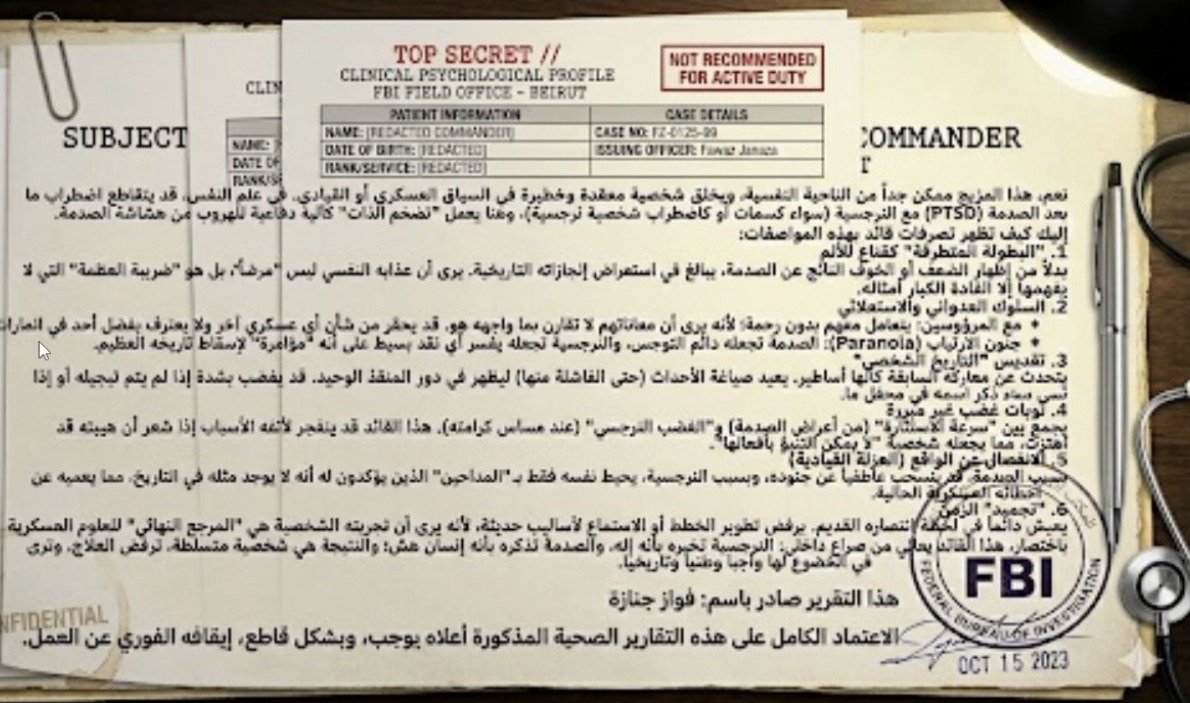 TOP SECRET //
CLINICAL PSYCHOLOGICAL PROFILE
FBI FIELD OFFICE - BEIRUT
NOT RECOMMENDED
FOR ACTIVE DUTY
CLIN
SUBJECT
COMMANDER
T
NAME:
DATE OF
RANK/S
PATIENT INFORMATION
CASE DETAILS
NAME: [REDACTED COMMANDER]
CASE NO: FZ-0125-99
DATE OF BIRTH: [REDACTED]
ISSUING OFFICER: Fawaz Janaza
RANK/SERVICE: [REDACTED]
نعم، هذا المزيج ممكن جداً من الناحية النفسية، ويخلق شخصية معقدة وخطيرة في السياق العسكري أو القيادي. في علم النفس، قد يتقاطع اضطراب ما
بعد الصدمة (PTSD) مع النرجسية (سواء كسمات أو كاضطراب شخصية نرجسية)، وهنا يعمل "تضخم الذات" كآلية دفاعية للهروب من هشاشة الصدمة.
إليك كيف تظهر تصرفات قائد بهذه المواصفات:
1. "البطولة المتطرفة" كقناع للألم
بدلاً من إظهار الضعف أو الخوف الناتج عن الصدمة، يبالغ في استعراض إنجازاته التاريخية. يرى أن عذابه النفسي ليس "مرضاً"، بل هو "ضريبة العظمة" التي لا
يفهمها إلا القادة الكبار أمثاله.
2. السلوك العدواني والاستعلائي
• مع المرؤوسين: يتعامل معهم بدون رحمة؛ لأنه يرى أن معاناتهم لا تقارن بما واجهه هو. قد يحقر من شأن أي عسكري آخر ولا يعترف بفضل أحد في
• جنون الارتياب (Paranoia): الصدمة تجعله دائم التوجس، والنرجسية تجعله يفسر أي نقد بسيط على أنه "مؤامرة" لإسقاط تاريخه العظيم.
3. تقديس "التاريخ الشخصي"
يتحدث عن معاركه السابقة كأنها أساطير. يعيد صياغة الأحداث (حتى الفاشلة منها) ليظهر في دور المنقذ الوحيد. قد يغضب بشدة إذا لم يتم تبجيله أو إذا
نسي ذكر اسمه في محفل ما.
4. نوبات غضب غير مبررة
يجمع بين "سرعة الاستثارة" (من أعراض الصدمة) و"الغضب النرجسي" (عند مساس كرامته). هذا القائد قد ينفجر لأتفه الأسباب إذا شعر أن هيبته قد
اهتزت، مما يجعله شخصية "لا يمكن التنبؤ بأفعالها".
5. الانفصال عن الواقع (العزلة القيادية)
بسبب الصدمة، قد ينسحب عاطفياً عن جنوده، وبسبب النرجسية، يحيط نفسه فقط بـ"المداحين" الذين يؤكدون له أنه لا يوجد مثله في التاريخ، مما يعميه عن
أخطائه العسكرية الحالية.
6. "تجميد" الزمن
يعيش دائماً في لحظة انتصاره القديم. يرفض تطوير الخطط أو الاستماع لأساليب حديثة، لأنه يرى أن تجربته الشخصية هي "المرجع النهائي" للعلوم العسكرية
باختصار، هذا القائد يعاني من صراع داخلي: النرجسية تخبره بأنه إله، والصدمة تذكره بأنه إنسان هش؛ والنتيجة هي شخصية متسلطة، ترفض العلاج، وترى
في الخضوع لها واجباً وطنياً وتاريخياً.
هذا التقرير صادر باسم: فواز جنازة
الاعتماد الكامل على هذه التقارير الصحية المذكورة أعلاه يوجب، وبشكل قاطع، إيقافه الفوري عن العمل.
FBI
FEDERAL BUREAU OF INVESTIGATION
OCT 15 2023
NFIDENTIAL